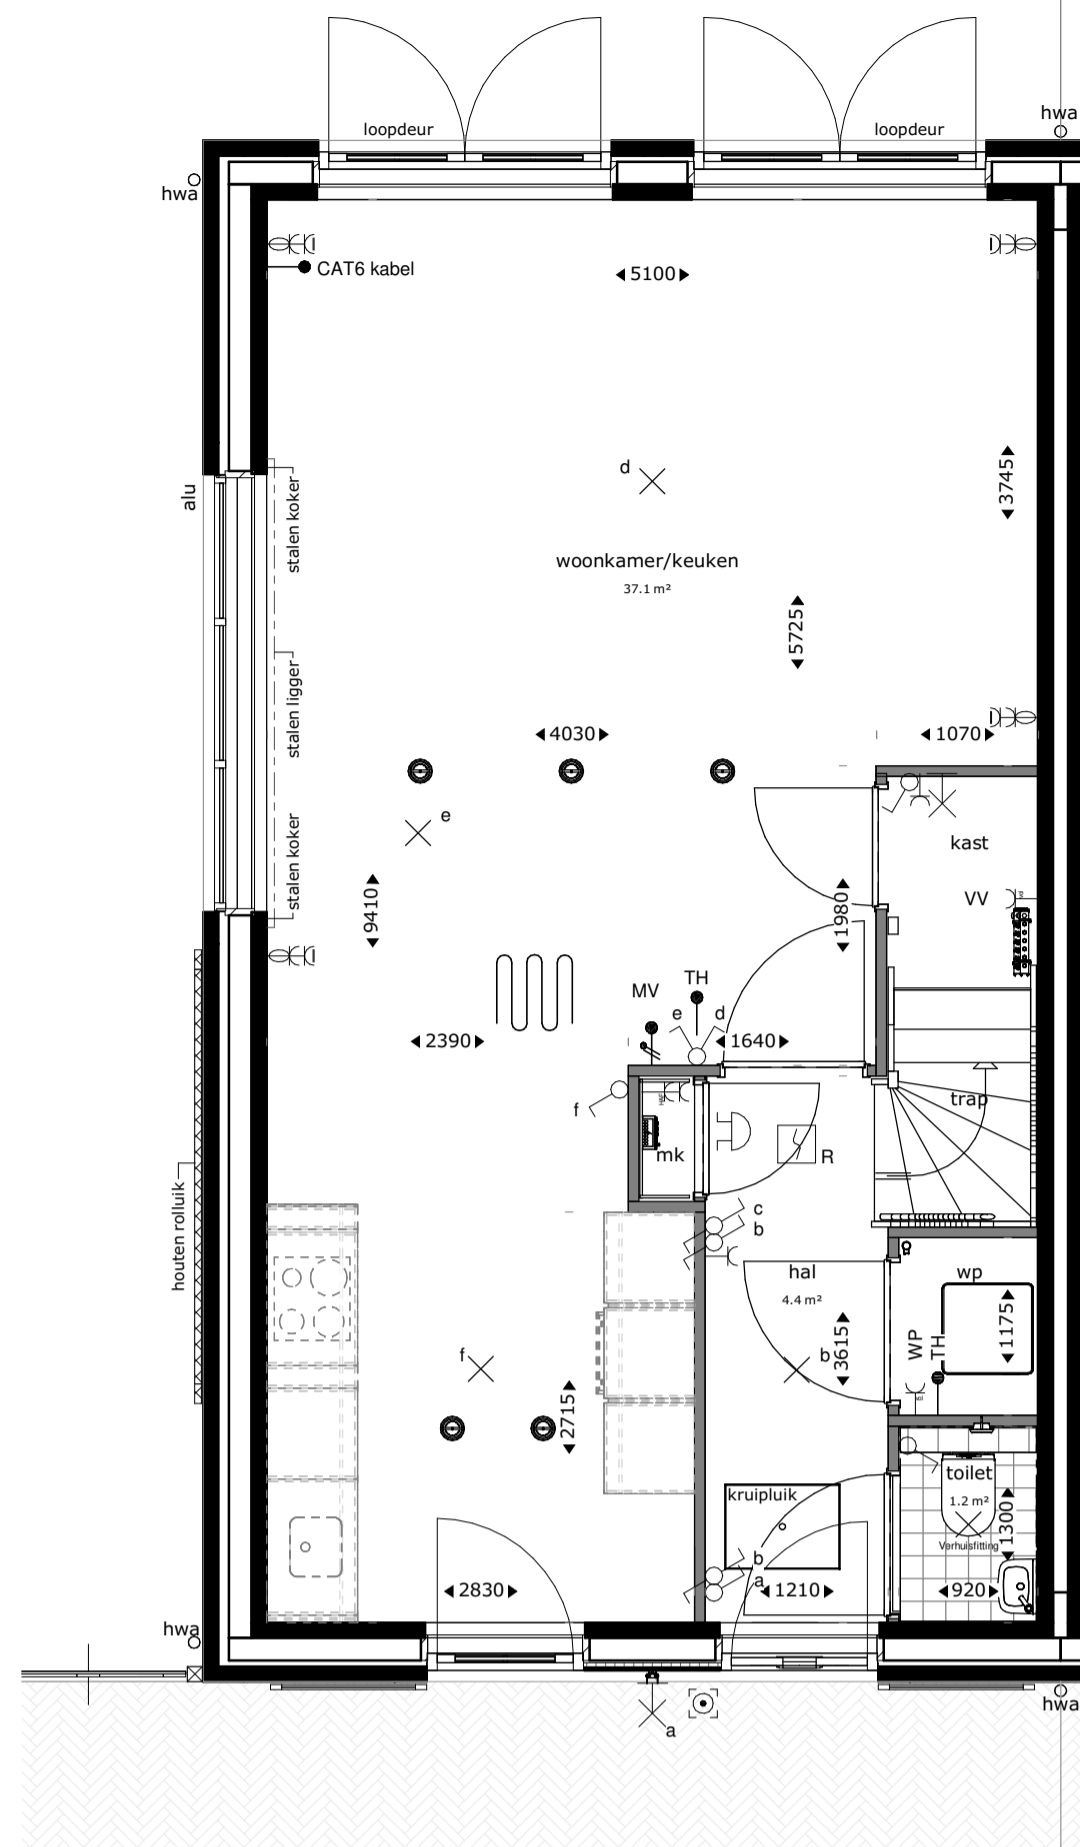 loopdeur
loopdeur
hwa
hwa
CAT6 kabel
5100
d
3745
alu
stalen koker
woonkamer/keuken
37.1 m²
5725
stalen ligger
4030
1070
e
stalen koker
kast
VV
9410
1980
MV
TH
e
d
2390
1640
f
trap
mk
R
houten rolluik
c
b
hal
4.4 m²
wp
WP
TH
1175
3615
b
f
2715
kruipluik
toilet
1.2 m²
1300
Verhuisfitting
b
a
2830
1210
920
hwa
hwa
a